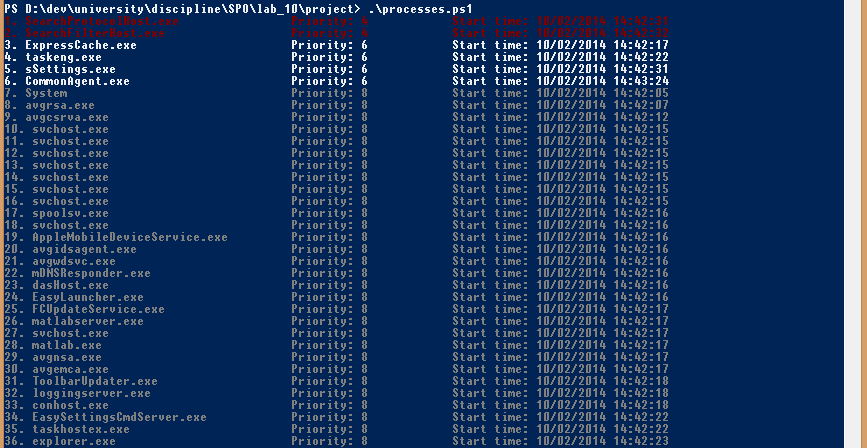 PS D:\dev\university\discipline\SPO\lab_10\project> .\processes.ps1
1. SearchProtocolHost.exe Priority: 4 Start time: 10/02/2014 14:42:34
2. SearchFilterHost.exe Priority: 4 Start time: 10/02/2014 14:42:
3. ExpressCache.exe Priority: 6 Start time: 10/02/2014 14:42:17
4. taskeng.exe Priority: 6 Start time: 10/02/2014 14:42:22
5. sSettings.exe Priority: 6 Start time: 10/02/2014 14:42:31
6. CommonAgent.exe Priority: 6 Start time: 10/02/2014 14:43:24
7. System Priority: 8 Start time: 10/02/2014 14:42:05
8. avgrsa.exe Priority: 8 Start time: 10/02/2014 14:42:07
9. avgcsrva.exe Priority: 8 Start time: 10/02/2014 14:42:12
10. svchost.exe Priority: 8 Start time: 10/02/2014 14:42:15
11. svchost.exe Priority: 8 Start time: 10/02/2014 14:42:15
12. svchost.exe Priority: 8 Start time: 10/02/2014 14:42:15
13. svchost.exe Priority: 8 Start time: 10/02/2014 14:42:15
14. svchost.exe Priority: 8 Start time: 10/02/2014 14:42:15
15. svchost.exe Priority: 8 Start time: 10/02/2014 14:42:15
16. svchost.exe Priority: 8 Start time: 10/02/2014 14:42:15
17. spoolsv.exe Priority: 8 Start time: 10/02/2014 14:42:16
18. svchost.exe Priority: 8 Start time: 10/02/2014 14:42:16
19. AppleMobileDeviceService.exe Priority: 8 Start time: 10/02/2014 14:42:16
20. avgidsagent.exe Priority: 8 Start time: 10/02/2014 14:42:16
21. avgwdsvc.exe Priority: 8 Start time: 10/02/2014 14:42:16
22. mDNSResponder.exe Priority: 8 Start time: 10/02/2014 14:42:16
23. dasHost.exe Priority: 8 Start time: 10/02/2014 14:42:16
24. EasyLauncher.exe Priority: 8 Start time: 10/02/2014 14:42:16
25. FCUpdateService.exe Priority: 8 Start time: 10/02/2014 14:42:17
26. matlabserver.exe Priority: 8 Start time: 10/02/2014 14:42:17
27. svchost.exe Priority: 8 Start time: 10/02/2014 14:42:17
28. matlab.exe Priority: 8 Start time: 10/02/2014 14:42:17
29. avgnsa.exe Priority: 8 Start time: 10/02/2014 14:42:17
30. avgemca.exe Priority: 8 Start time: 10/02/2014 14:42:17
31. ToolbarUpdater.exe Priority: 8 Start time: 10/02/2014 14:42:18
32. loggingserver.exe Priority: 8 Start time: 10/02/2014 14:42:18
33. conhost.exe Priority: 8 Start time: 10/02/2014 14:42:18
34. EasySettingsCmdServer.exe Priority: 8 Start time: 10/02/2014 14:42:22
35. taskhostex.exe Priority: 8 Start time: 10/02/2014 14:42:22
36. explorer.exe Priority: 8 Start time: 10/02/2014 14:42:23